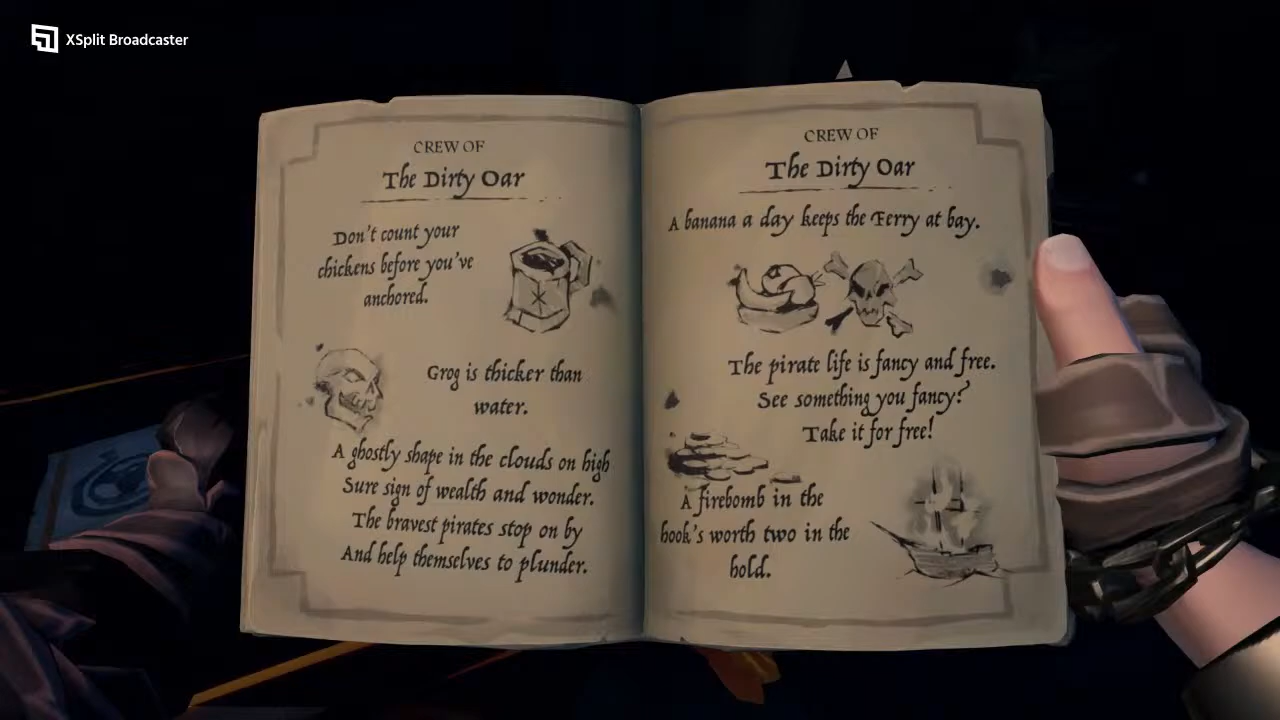 XSplit Broadcaster
CREW OF
The Dirty Oar
Don't count your
chickens before you've
anchored.
Grog is thicker than
water.
A ghostly shape in the clouds on high
Sure sign of wealth and wonder.
The bravest pirates stop on by
And help themselves to plunder.
CREW OF
The Dirty Oar
A banana a day keeps the Ferry at bay.
The pirate life is fancy and free.
See something you fancy?
Take it for free!
A firebomb in the
hook's worth two in the
hold.